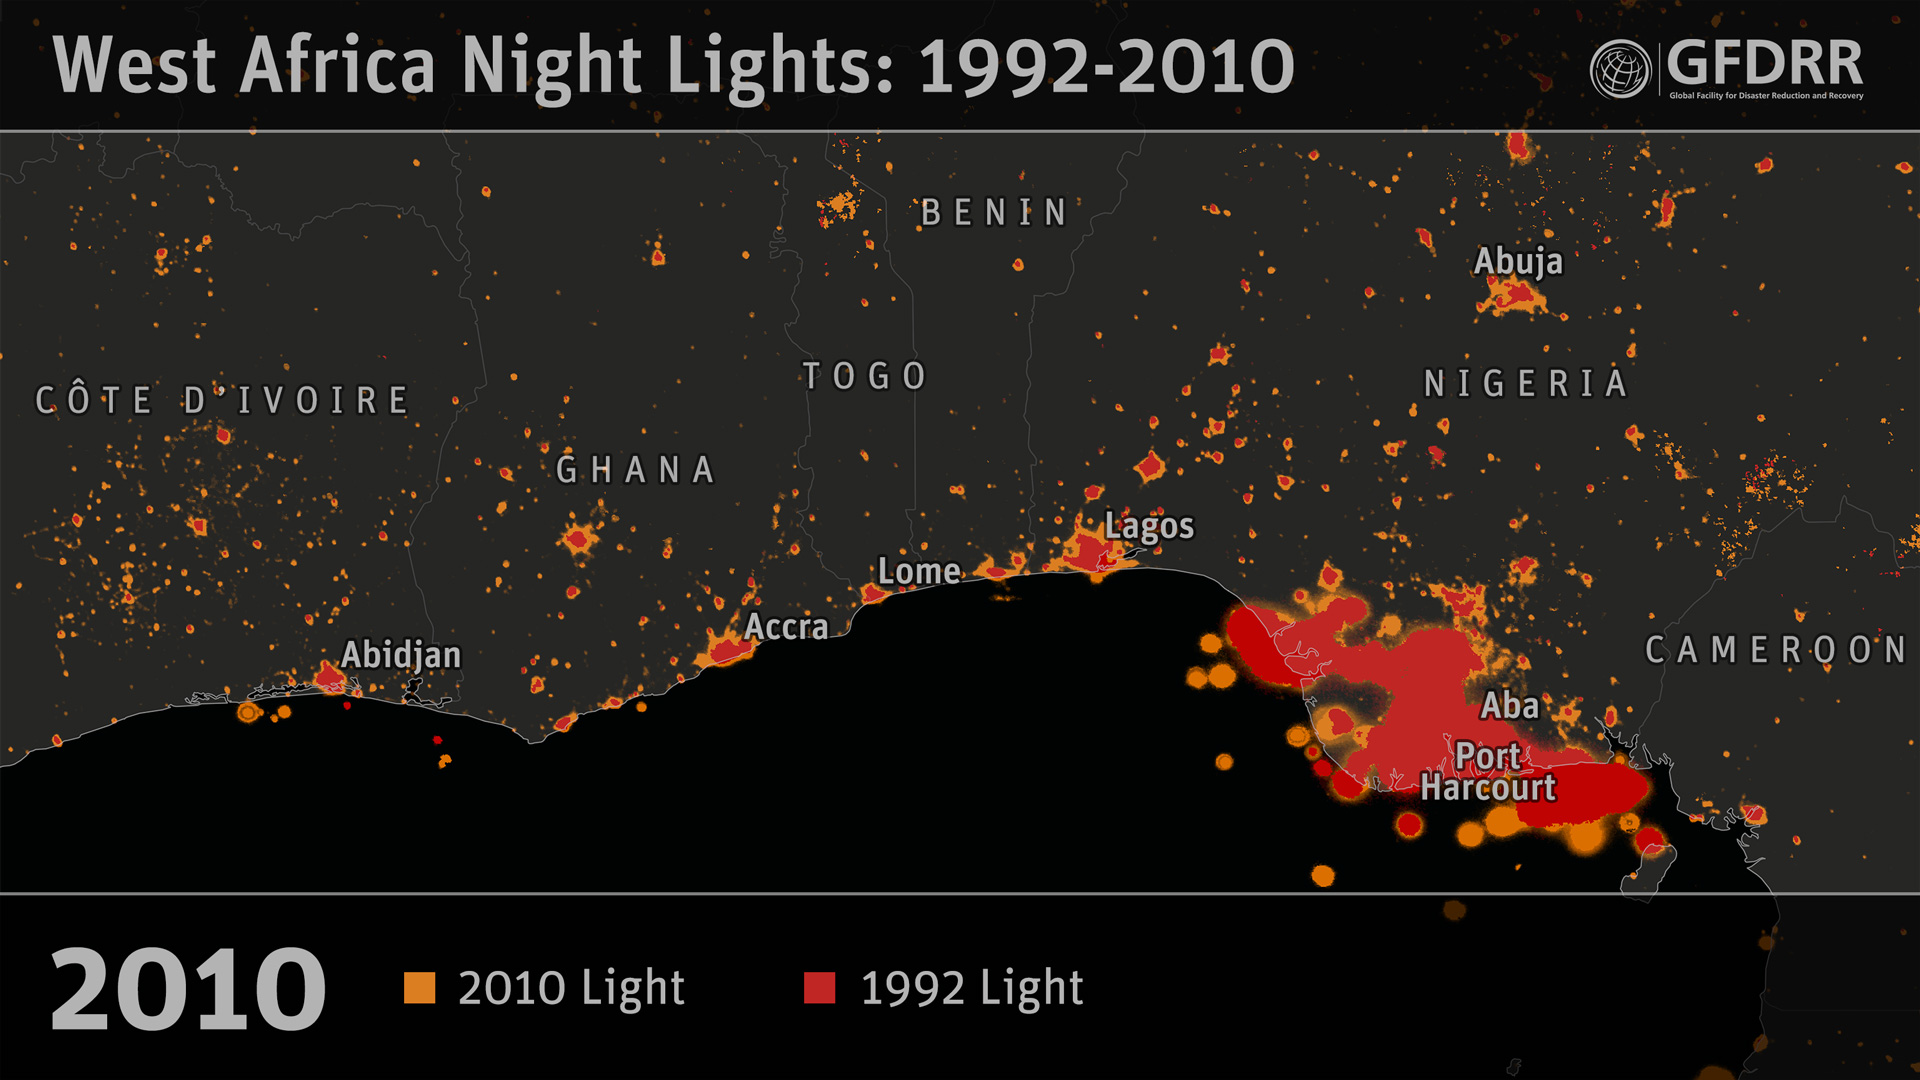 West Africa Night Lights: 1992-2010
GFDRR
Global Facility for Disaster Reduction and Recovery
BENIN
Abuja
TOGO
NIGERIA
CÔTE D'IVOIRE
GHANA
Lagos
Lome
Accra
Abidjan
CAMEROON
Aba
Port
Harcourt
2010
2010 Light
1992 Light